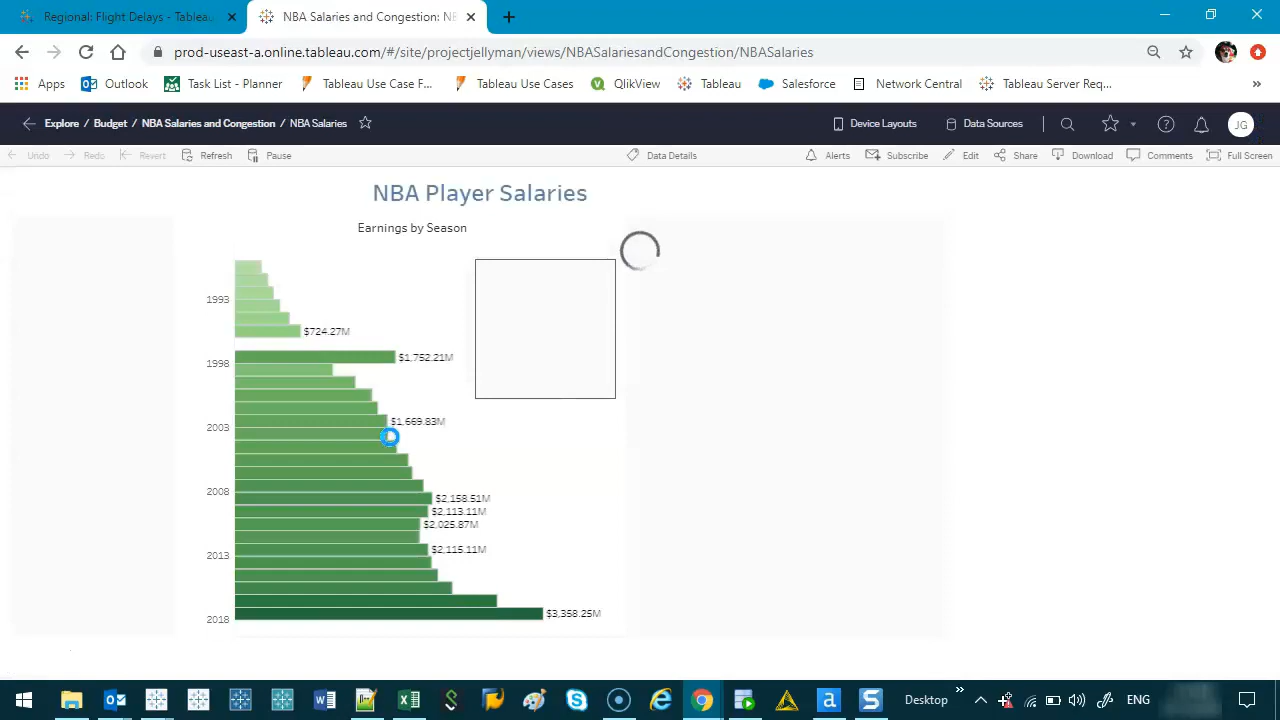 Regional: Flight Delays - Tableau
NBA Salaries and Congestion: NB
prod-useast-a.online.tableau.com/#/site/projectjellyman/views/NBASalariesandCongestion/NBASalaries
Apps Outlook Task List - Planner Tableau Use Case F... Tableau Use Cases QlikView Tableau Salesforce Network Central Tableau Server Req... »
Explore / Budget / NBA Salaries and Congestion / NBA Salaries Device Layouts Data Sources JG
Undo Redo Revert Refresh Pause Data Details Alerts Subscribe Edit Share Download Comments Full Screen
NBA Player Salaries
Earnings by Season
1993
$724.27M
$1,752.21M
1998
$1,669.83M
2003
2008
$2,158.51M
$2,113.11M
$2,025.87M
2013
$2,115.11M
$3,358.25M
2018
Desktop » ENG